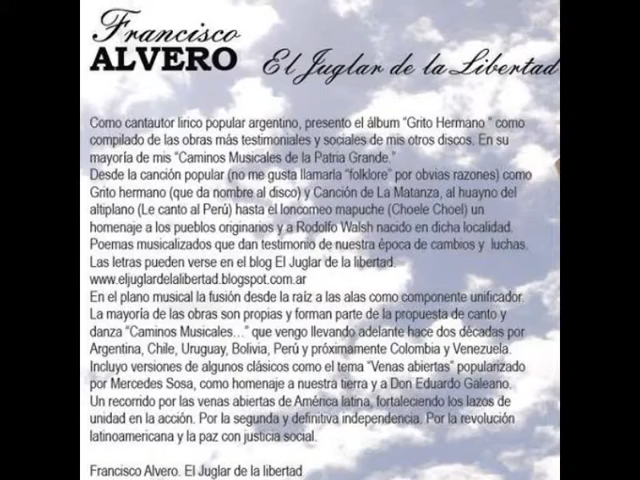 Francisco
ALVERO
El Juglar de la Libertad
Como cantautor lirico popular argentino, presento el álbum “Grito Hermano ” como
compilado de las obras más testimoniales y sociales de mis otros discos. En su
mayoría de mis “Caminos Musicales de la Patria Grande.”
Desde la canción popular (no me gusta llamarla “folklore” por obvias razones) como
Grito hermano (que da nombre al disco) y Canción de La Matanza, al huayno del
altiplano (Le canto al Perú) hasta el loncomeo mapuche (Choele Choel) un
homenaje a los pueblos originarios y a Rodolfo Walsh nacido en dicha localidad.
Poemas musicalizados que dan testimonio de nuestra época de cambios y luchas.
Las letras pueden verse en el blog El Juglar de la libertad.
www.eljuglardelalibertad.blogspot.com.ar
En el plano musical la fusión desde la raíz a las alas como componente unificador.
La mayoría de las obras son propias y forman parte de la propuesta de canto y
danza “Caminos Musicales...” que vengo llevando adelante hace dos décadas por
Argentina, Chile, Uruguay, Bolivia, Perú y próximamente Colombia y Venezuela.
Incluyo versiones de algunos clásicos como el tema “Venas abiertas” popularizado
por Mercedes Sosa, como homenaje a nuestra tierra y a Don Eduardo Galeano.
Un recorrido por las venas abiertas de América latina, fortaleciendo los lazos de
unidad en la acción. Por la segunda y definitiva independencia. Por la revolución
latinoamericana y la paz con justicia social.
Francisco Alvero. El Juglar de la libertad